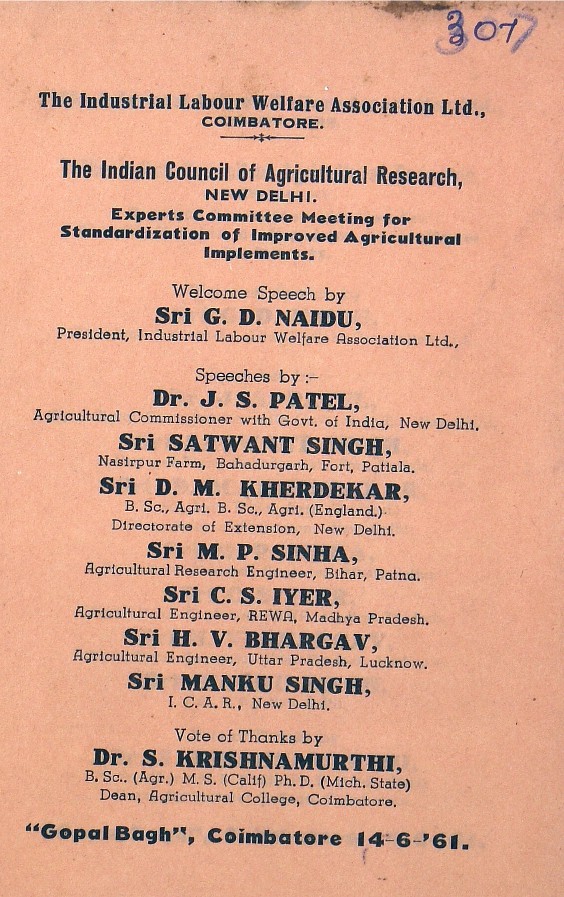 307
The Industrial Labour Welfare Association Ltd.,
COIMBATORE.
The Indian Council of Agricultural Research,
NEW DELHI.
Experts Committee Meeting for
Standardization of Improved Agricultural
Implements.
Welcome Speech by
Sri G. D. NAIDU,
President, Industrial Labour Welfare Association Ltd.,
Speeches by :-
Dr. J. S. PATEL,
Agricultural Commissioner with Govt. of India, New Delhi.
Sri SATWANT SINGH,
Nasirpur Farm, Bahadurgarh, Fort, Patiala.
Sri D. M. KHERDEKAR,
B. Sc., Agri. B. Sc., Agri. (England.)
Directorate of Extension, New Delhi.
Sri M. P. SINHA,
Agricultural Research Engineer, Bihar, Patna.
Sri C. S. IYER,
Agricultural Engineer, REWA, Madhya Pradesh.
Sri H. V. BHARGAV,
Agricultural Engineer, Uttar Pradesh, Lucknow.
Sri MANKU SINGH,
I. C. A. R., New Delhi.
Vote of Thanks by
Dr. S. KRISHNAMURTHI,
B. Sc.. (Agr.) M. S. (Calif) Ph. D. (Mich. State)
Dean, Agricultural College, Coimbatore.
"Gopal Bagh", Coimbatore 14-6-'61.